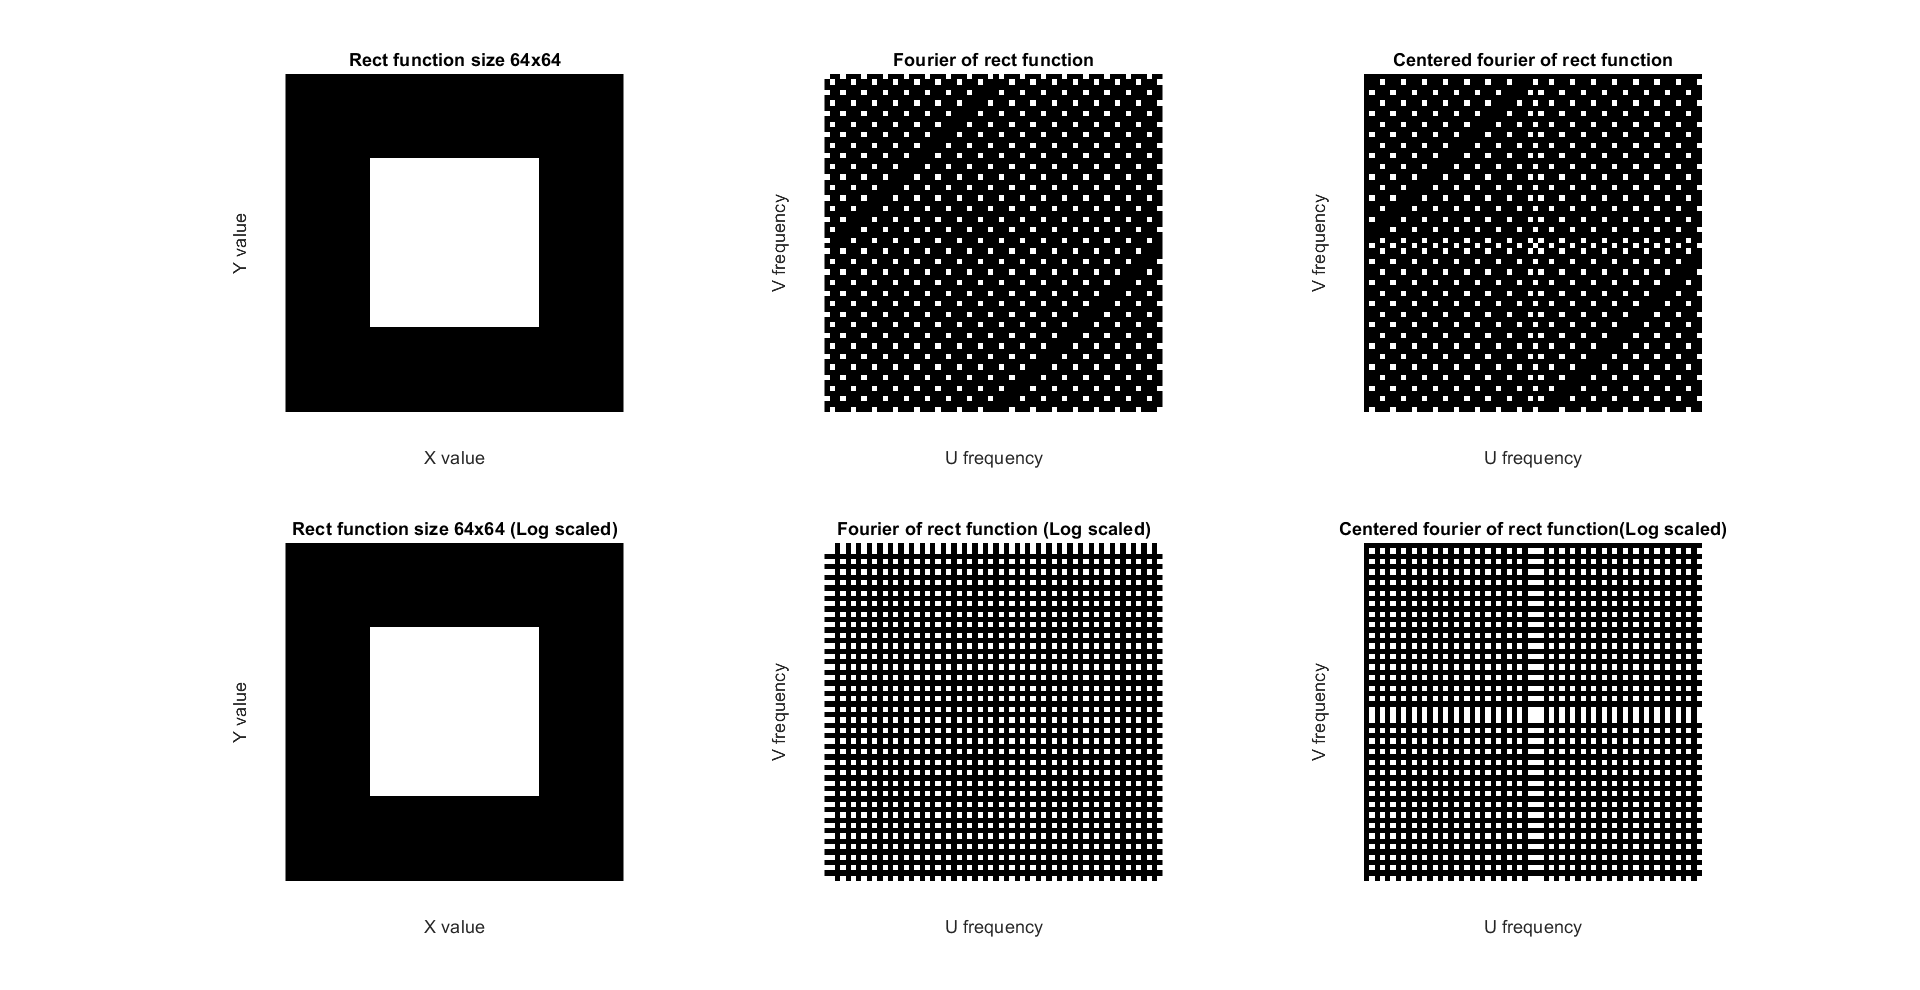 Rect function size 64x64
Fourier of rect function
Centered fourier of rect function
Y value
V frequency
V frequency
X value
U frequency
U frequency
Rect function size 64x64 (Log scaled)
Fourier of rect function (Log scaled)
Centered fourier of rect function(Log scaled)
Y value
V frequency
V frequency
X value
U frequency
U frequency